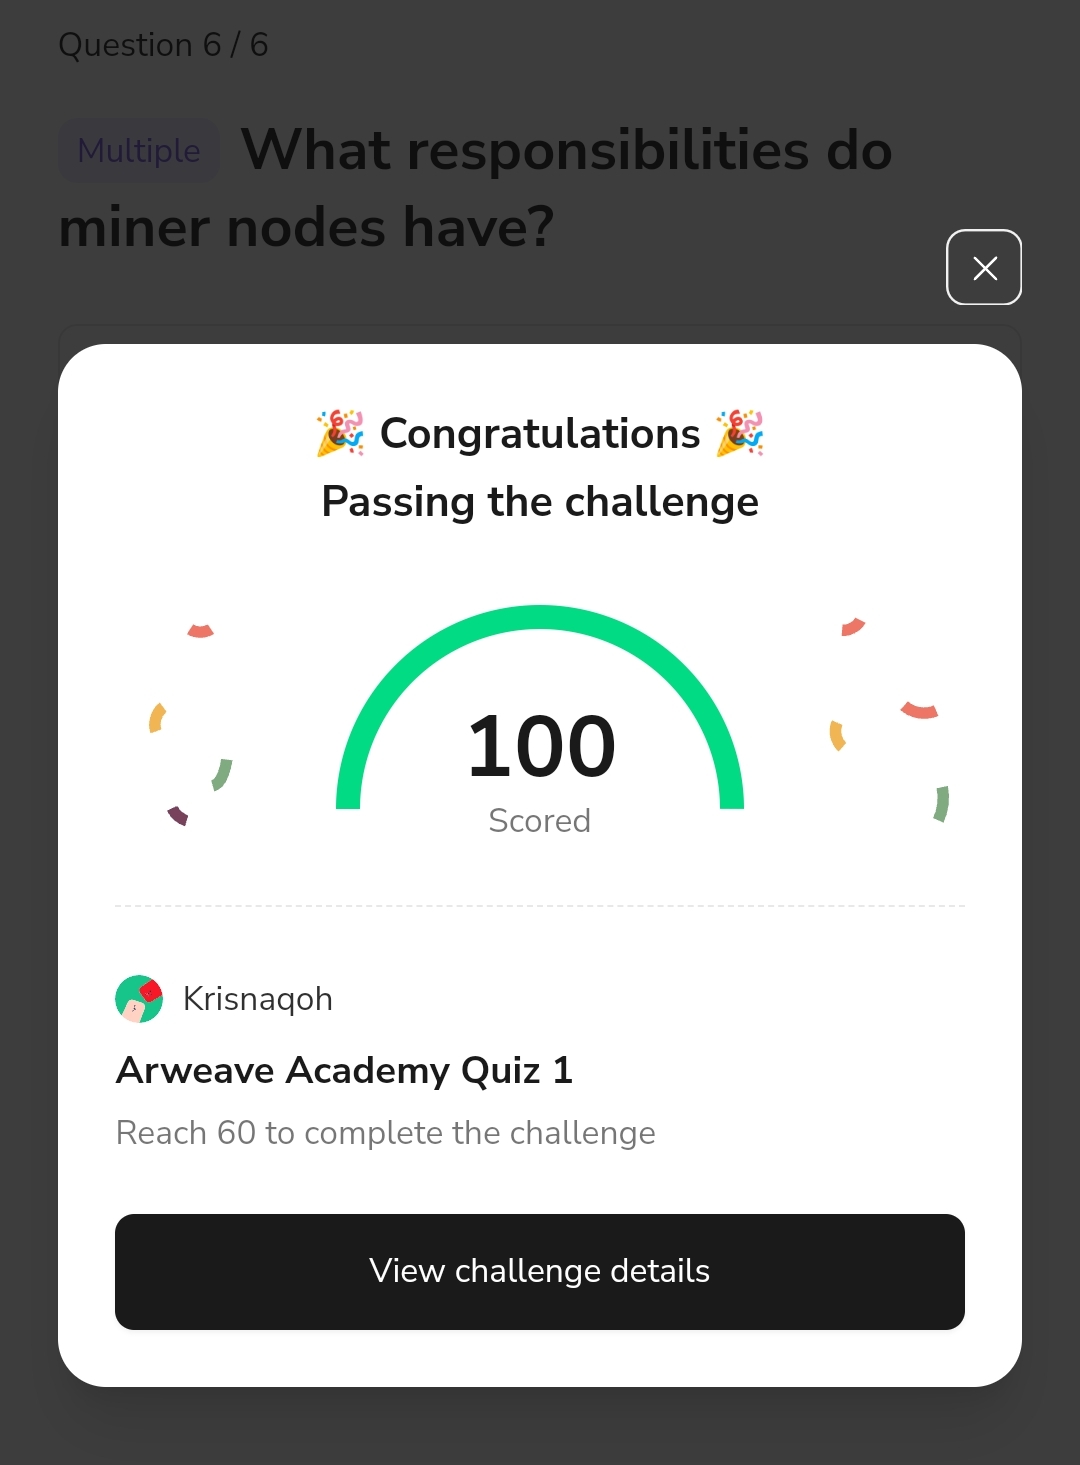 Question 6 / 6
Multiple What responsibilities do
miner nodes have?
🎉 Congratulations 🎉
Passing the challenge
100
Scored
Krisnaqoh
Arweave Academy Quiz 1
Reach 60 to complete the challenge
View challenge details